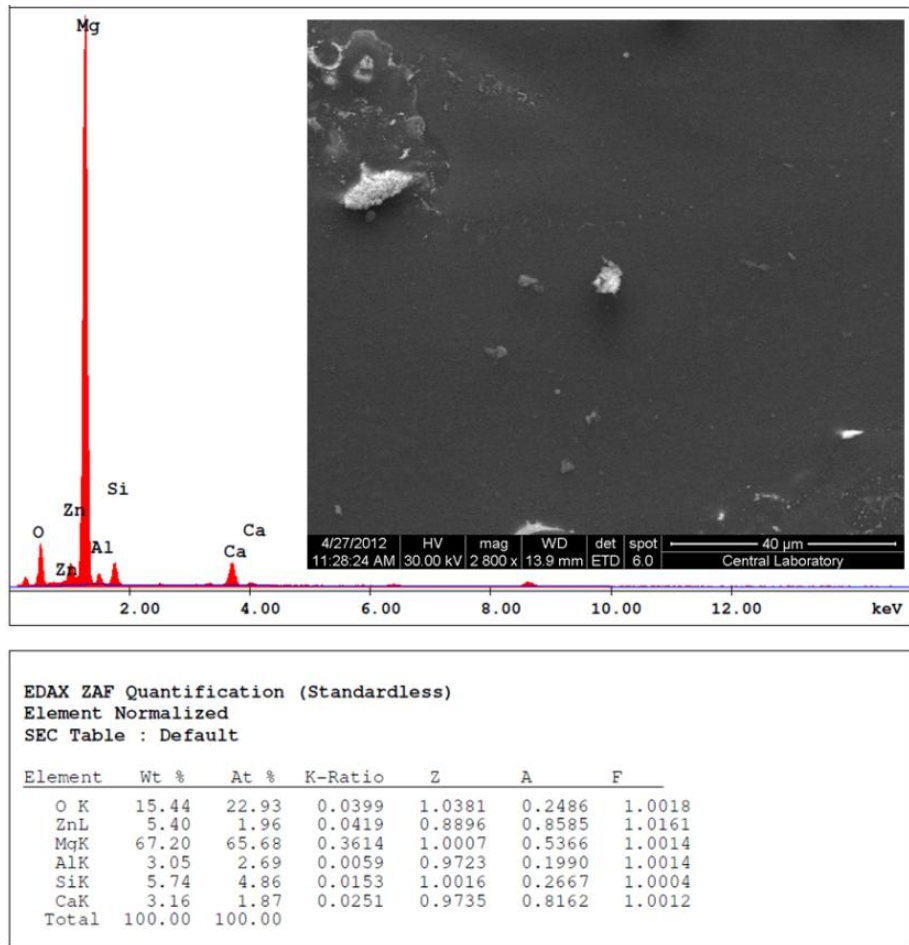 Mg
Si
Zn
O
Al
Zn
Ca
Ca
4/27/2012 HV mag WD det spot 40 µm
11:28:24 AM 30.00 kV 2 800 x 13.9 mm ETD 6.0 Central Laboratory
2.00 4.00 6.00 8.00 10.00 12.00 keV
EDAX ZAF Quantification (Standardless)
Element Normalized
SEC Table : Default
Element Wt % At % K-Ratio Z A F
O K 15.44 22.93 0.0399 1.0381 0.2486 1.0018
ZnL 5.40 1.96 0.0419 0.8896 0.8585 1.0161
MgK 67.20 65.68 0.3614 1.0007 0.5366 1.0014
AlK 3.05 2.69 0.0059 0.9723 0.1990 1.0014
SiK 5.74 4.86 0.0153 1.0016 0.2667 1.0004
CaK 3.16 1.87 0.0251 0.9735 0.8162 1.0012
Total 100.00 100.00